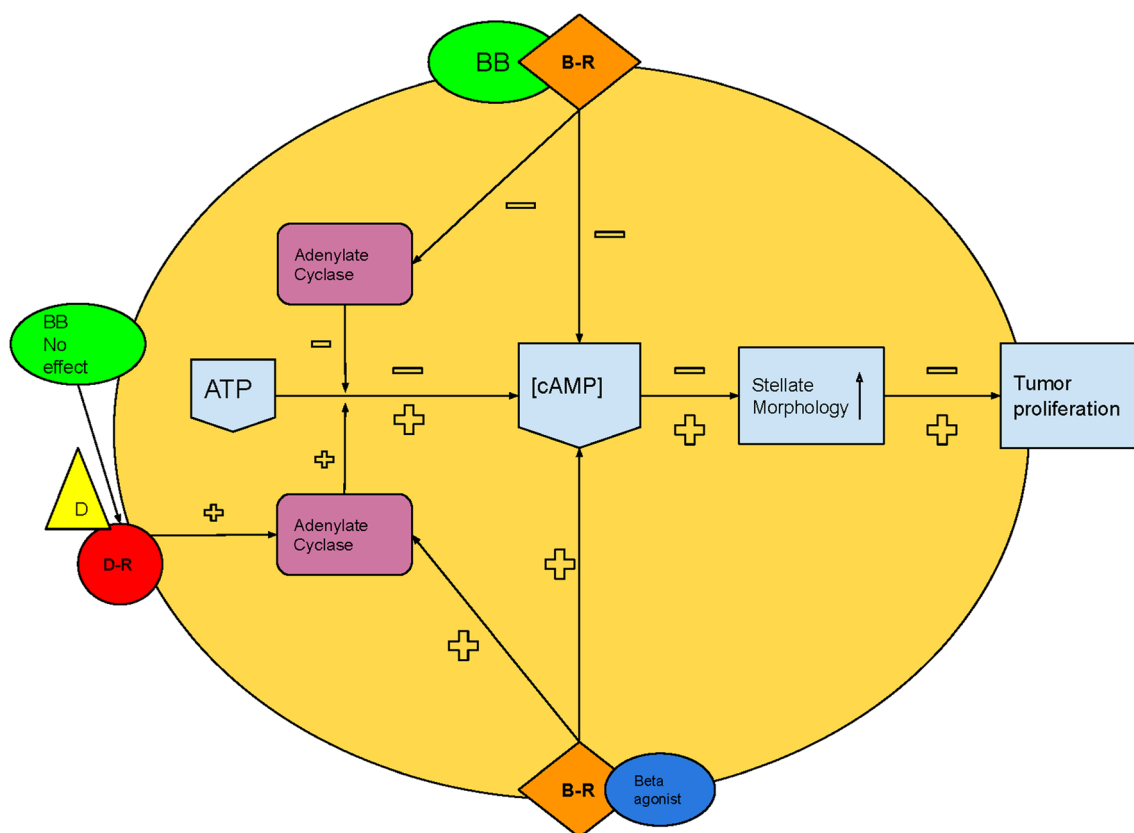 BB
B-R
Adenylate
Cyclase
BB
No
effect
ATP
[cAMP]
Stellate
Morphology
Tumor
proliferation
D
D-R
Adenylate
Cyclase
B-R
Beta
agonist